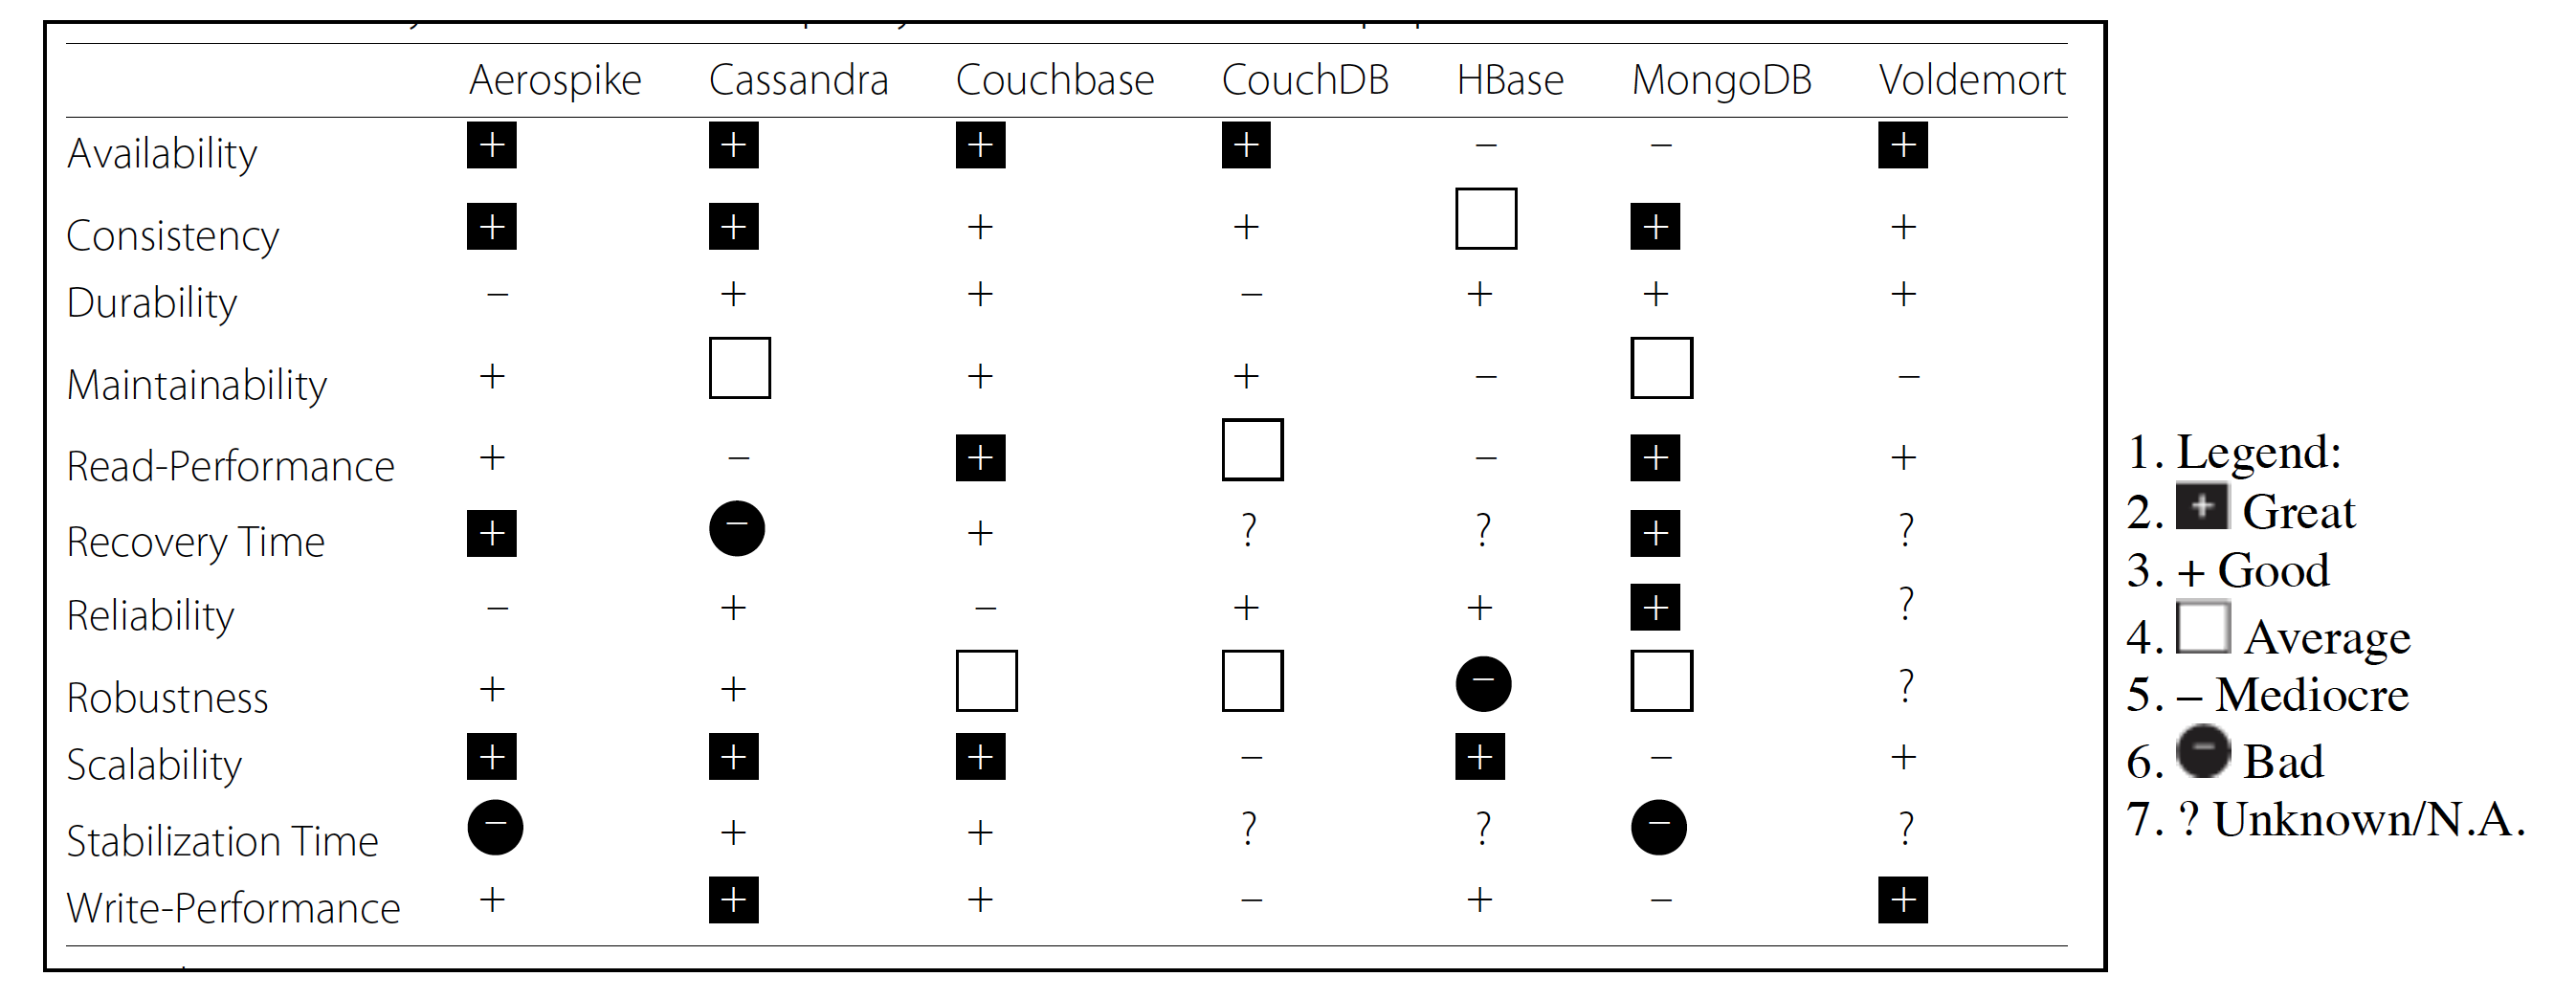 Aerospike Cassandra Couchbase CouchDB HBase MongoDB Voldemort
Availability + + + + – – +
Consistency + + + + □ + +
Durability – + + – + + +
Maintainability + □ + + – □ –
Read-Performance + – + □ – + +
Recovery Time + – + ? ? + ?
Reliability – + – + + + ?
Robustness + + □ □ – □ ?
Scalability + + + – + – +
Stabilization Time – + + ? ? – ?
Write-Performance + + + – + – +
1. Legend:
2. + Great
3. + Good
4. □ Average
5. – Mediocre
6. – Bad
7. ? Unknown/N.A.